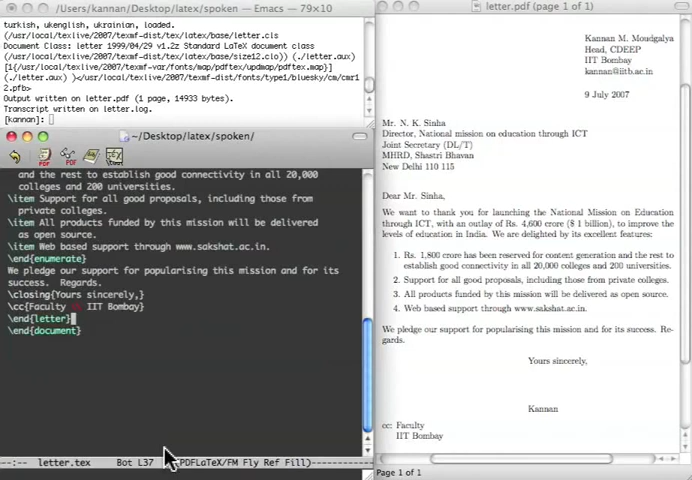 /Users/kannan/Desktop/latex/spoken — Emacs — 79×10
turkish, ukenglish, ukrainian, loaded.
(/usr/local/texlive/2007/texmf-dist/tex/latex/base/letter.cls
Document Class: letter 1999/04/29 v1.2z Standard LaTeX document class
(/usr/local/texlive/2007/texmf-dist/tex/latex/base/size12.clo)) (./letter.aux)
[1{/usr/local/texlive/2007/texmf-var/fonts/map/pdftex/updmap/pdftex.map}]
(./letter.aux) )</usr/local/texlive/2007/texmf-dist/fonts/type1/bluesky/cm/cmr1
2.pfb>
Output written on letter.pdf (1 page, 14933 bytes).
Transcript written on letter.log.
[kannan]:
~/Desktop/latex/spoken/
and the rest to establish good connectivity in all 20,000
colleges and 200 universities.
\item Support for all good proposals, including those from
private colleges.
\item All products funded by this mission will be delivered
as open source.
\item Web based support through www.sakshat.ac.in.
\end{enumerate}
We pledge our support for popularising this mission and for its
success.  Regards.
\closing{Yours sincerely,}
\cc{Faculty \\ IIT Bombay}
\end{letter}
\end{document}
--:-- letter.tex Bot L37 (PDFLaTeX/FM Fly Ref Fill)
letter.pdf (page 1 of 1)
Kannan M. Moudgalya
Head, CDEEP
IIT Bombay
kannan@iitb.ac.in
9 July 2007
Mr. N. K. Sinha
Director, National mission on education through ICT
Joint Secretary (DL/T)
MHRD, Shastri Bhavan
New Delhi 110 115
Dear Mr. Sinha,
We want to thank you for launching the National Mission on Education
through ICT, with an outlay of Rs. 4,600 crore ($ 1 billion), to improve the
levels of education in India. We are delighted by its excellent features:
1. Rs. 1,800 crore has been reserved for content generation and the rest to
establish good connectivity in all 20,000 colleges and 200 universities.
2. Support for all good proposals, including those from private colleges.
3. All products funded by this mission will be delivered as open source.
4. Web based support through www.sakshat.ac.in.
We pledge our support for popularising this mission and for its success. Re-
gards.
Yours sincerely,
Kannan
cc: Faculty
IIT Bombay
Page 1 of 1